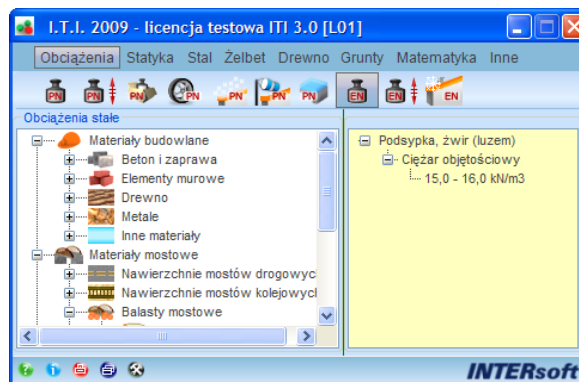 I.T.I. 2009 - licencja testowa ITI 3.0 [L01]
Obciążenia Statyka Stal Żelbet Drewno Grunty Matematyka Inne
PN PN PN PN PN PN PN EN EN EN
Obciążenia stałe
Materiały budowlane
Beton i zaprawa
Elementy murowe
Drewno
Metale
Inne materiały
Materiały mostowe
Nawierzchnie mostów drogowyc
Nawierzchnie mostów kolejowych
Balasty mostowe
Podsypka, żwir (luzem)
Ciężar objętościowy
15,0 - 16,0 kN/m3
INTERsoft